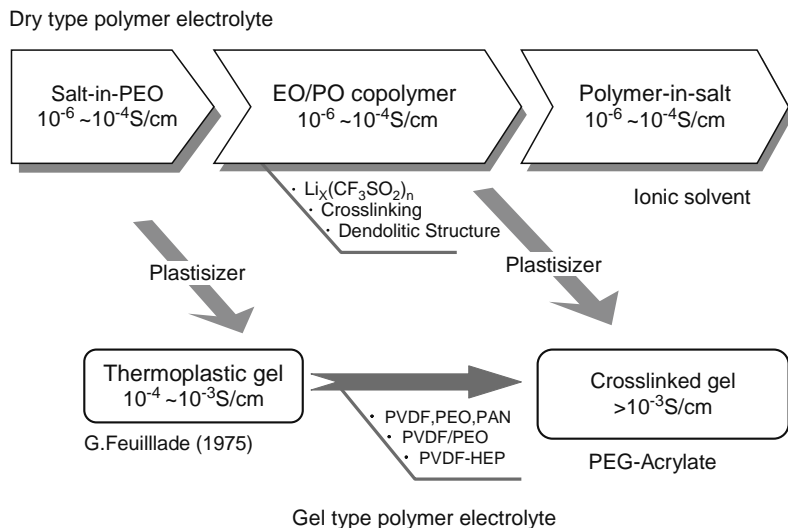 Dry type polymer electrolyte
Salt-in-PEO
10⁻⁶ ~10⁻⁴S/cm
EO/PO copolymer
10⁻⁶ ~10⁻⁴S/cm
Polymer-in-salt
10⁻⁶ ~10⁻⁴S/cm
· Liₓ(CF₃SO₂)ₙ
· Crosslinking
· Dendolitic Structure
Ionic solvent
Plastisizer
Plastisizer
Thermoplastic gel
10⁻⁴ ~10⁻³S/cm
Crosslinked gel
>10⁻³S/cm
G.Feuilllade (1975)
· PVDF,PEO,PAN
· PVDF/PEO
· PVDF-HEP
PEG-Acrylate
Gel type polymer electrolyte